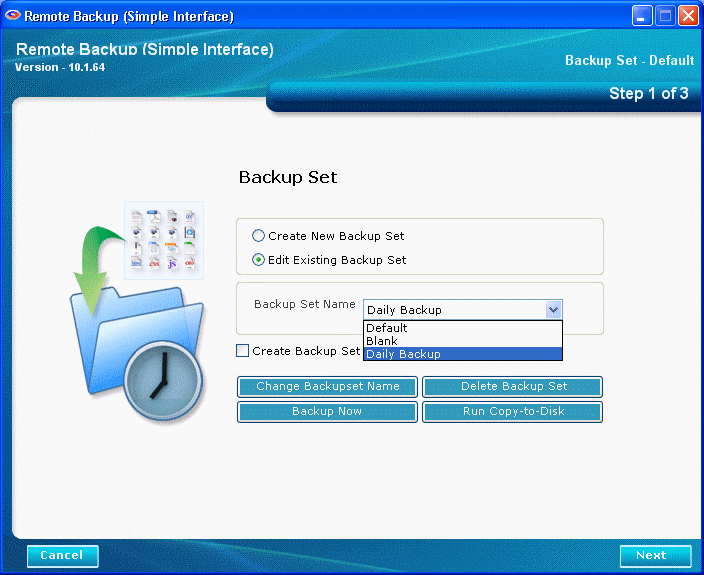 Remote Backup (Simple Interface)
Remote Backup (Simple Interface)
Version - 10.1.64
Backup Set - Default
Step 1 of 3
Backup Set
Create New Backup Set
Edit Existing Backup Set
Backup Set Name
Daily Backup
Default
Blank
Daily Backup
Create Backup Set
Change Backupset Name
Delete Backup Set
Backup Now
Run Copy-to-Disk
Cancel
Next